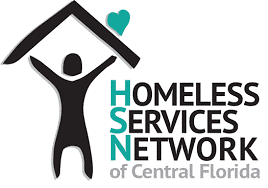 HOMELESS
SERVICES
NETWORK
of Central Florida